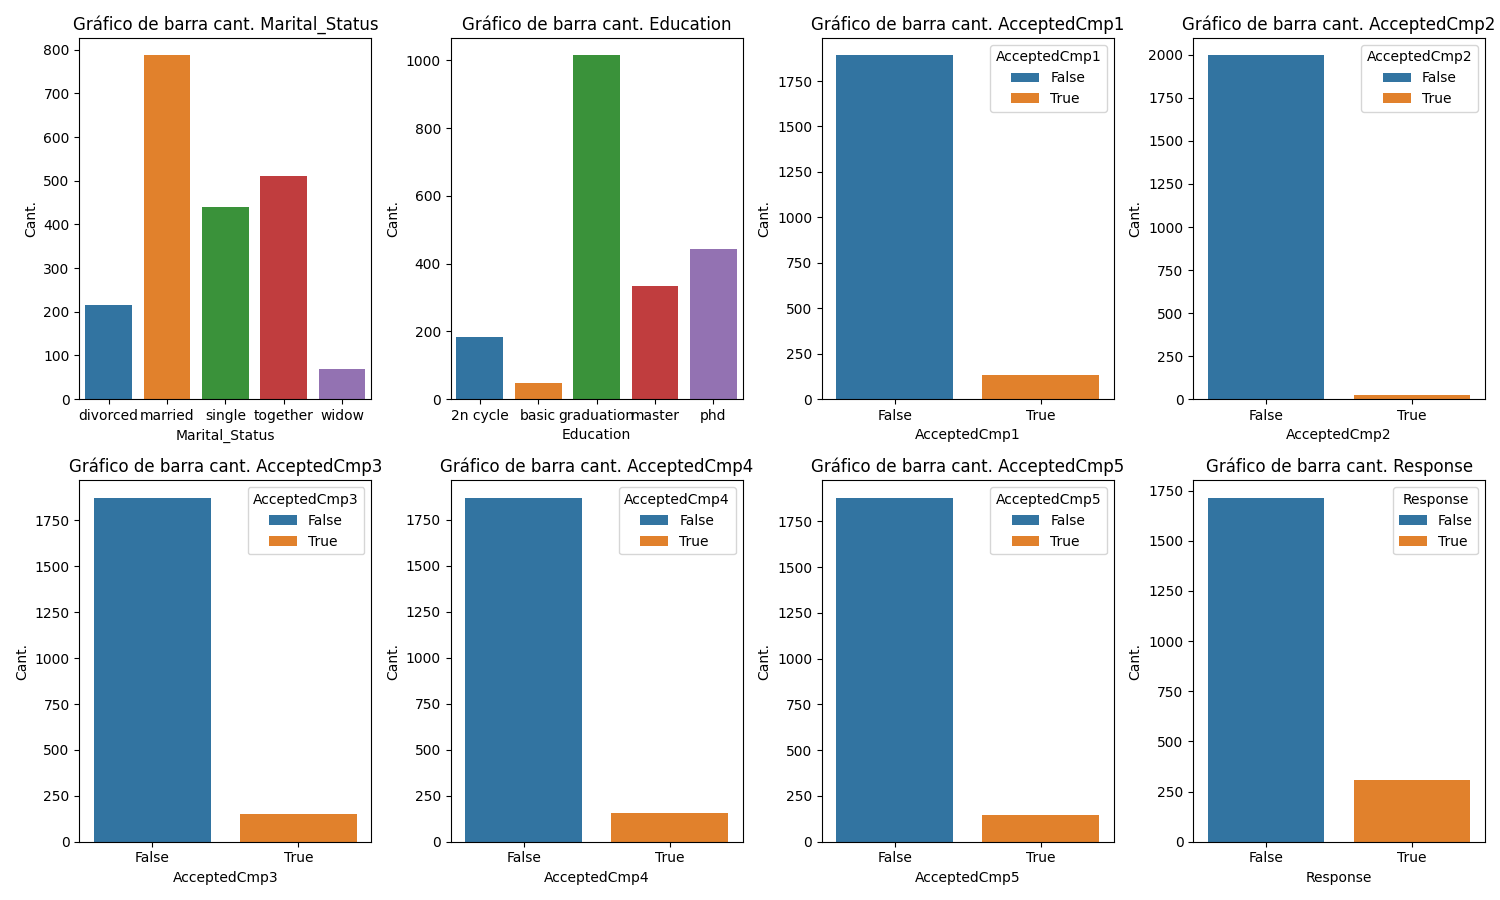 Gráfico de barra cant. Marital_Status
800
700
600
500
400
300
200
100
0
Cant.
divorced married single together widow
Marital_Status
Gráfico de barra cant. Education
1000
800
600
400
200
0
Cant.
2n cycle basic graduation master phd
Education
Gráfico de barra cant. AcceptedCmp1
AcceptedCmp1
False
True
1750
1500
1250
1000
750
500
250
0
Cant.
False True
AcceptedCmp1
Gráfico de barra cant. AcceptedCmp2
AcceptedCmp2
False
True
2000
1750
1500
1250
1000
750
500
250
0
Cant.
False True
AcceptedCmp2
Gráfico de barra cant. AcceptedCmp3
AcceptedCmp3
False
True
1750
1500
1250
1000
750
500
250
0
Cant.
False True
AcceptedCmp3
Gráfico de barra cant. AcceptedCmp4
AcceptedCmp4
False
True
1750
1500
1250
1000
750
500
250
0
Cant.
False True
AcceptedCmp4
Gráfico de barra cant. AcceptedCmp5
AcceptedCmp5
False
True
1750
1500
1250
1000
750
500
250
0
Cant.
False True
AcceptedCmp5
Gráfico de barra cant. Response
Response
False
True
1750
1500
1250
1000
750
500
250
0
Cant.
False True
Response